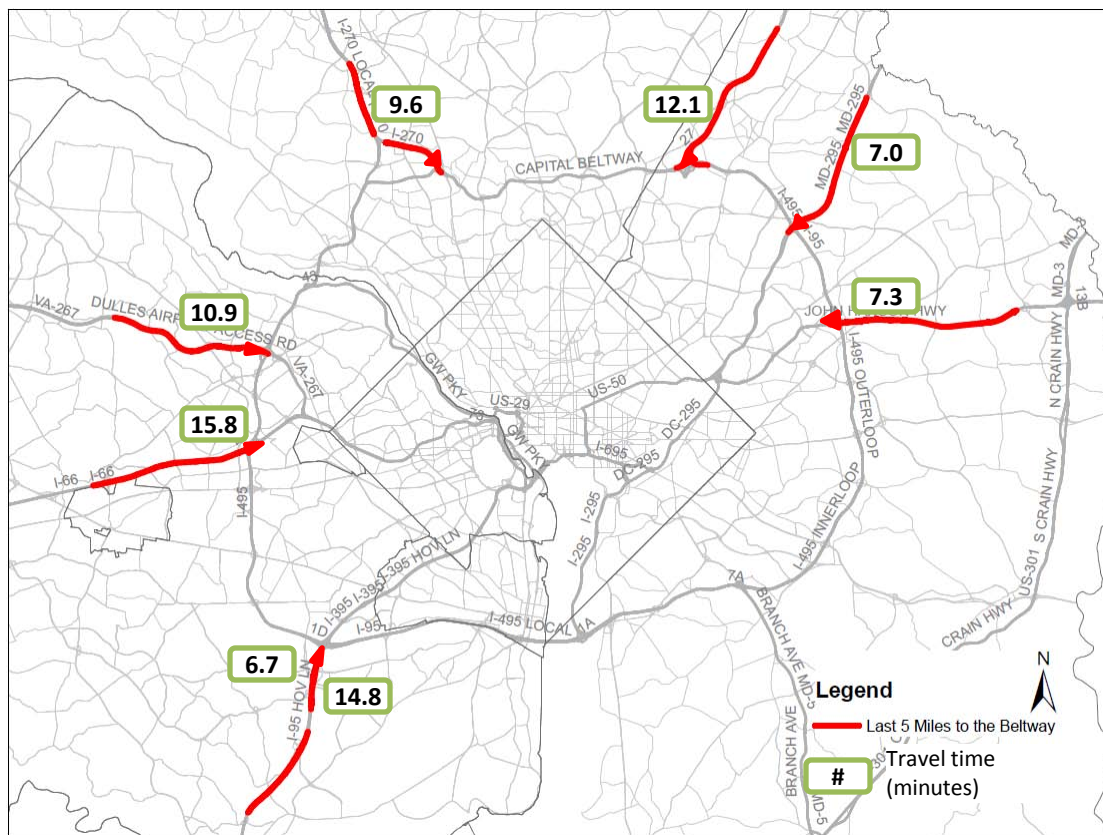 I-270 LOCAL
I-270
9.6
12.1
27
MD-295 MD-295
7.0
CAPITAL BELTWAY
I-495
I-95
MD-3
MD-3
13B
43
VA-267
DULLES AIRP
ACCESS RD
10.9
7.3
JOHN H
HWY
VA-267
GW PKY
US-29
US-50
73
I-495 OUTERLOOP
N CRAIN HWY
15.8
GW PKY
DC-295
I-695
DC-295
I-66
I-66
I-495
I-295
I-295
I-395 I-395 HOV LN
I-495 INNERLOOP
US-301 S CRAIN HWY
7A
1D
I-95
I-495 LOCAL
1A
CRAIN HWY
BRANCH AVE MD-5
6.7
14.8
I-95 HOV LN
N
Legend
Last 5 Miles to the Beltway
BRANCH AVE
MD-5
#
Travel time
(minutes)